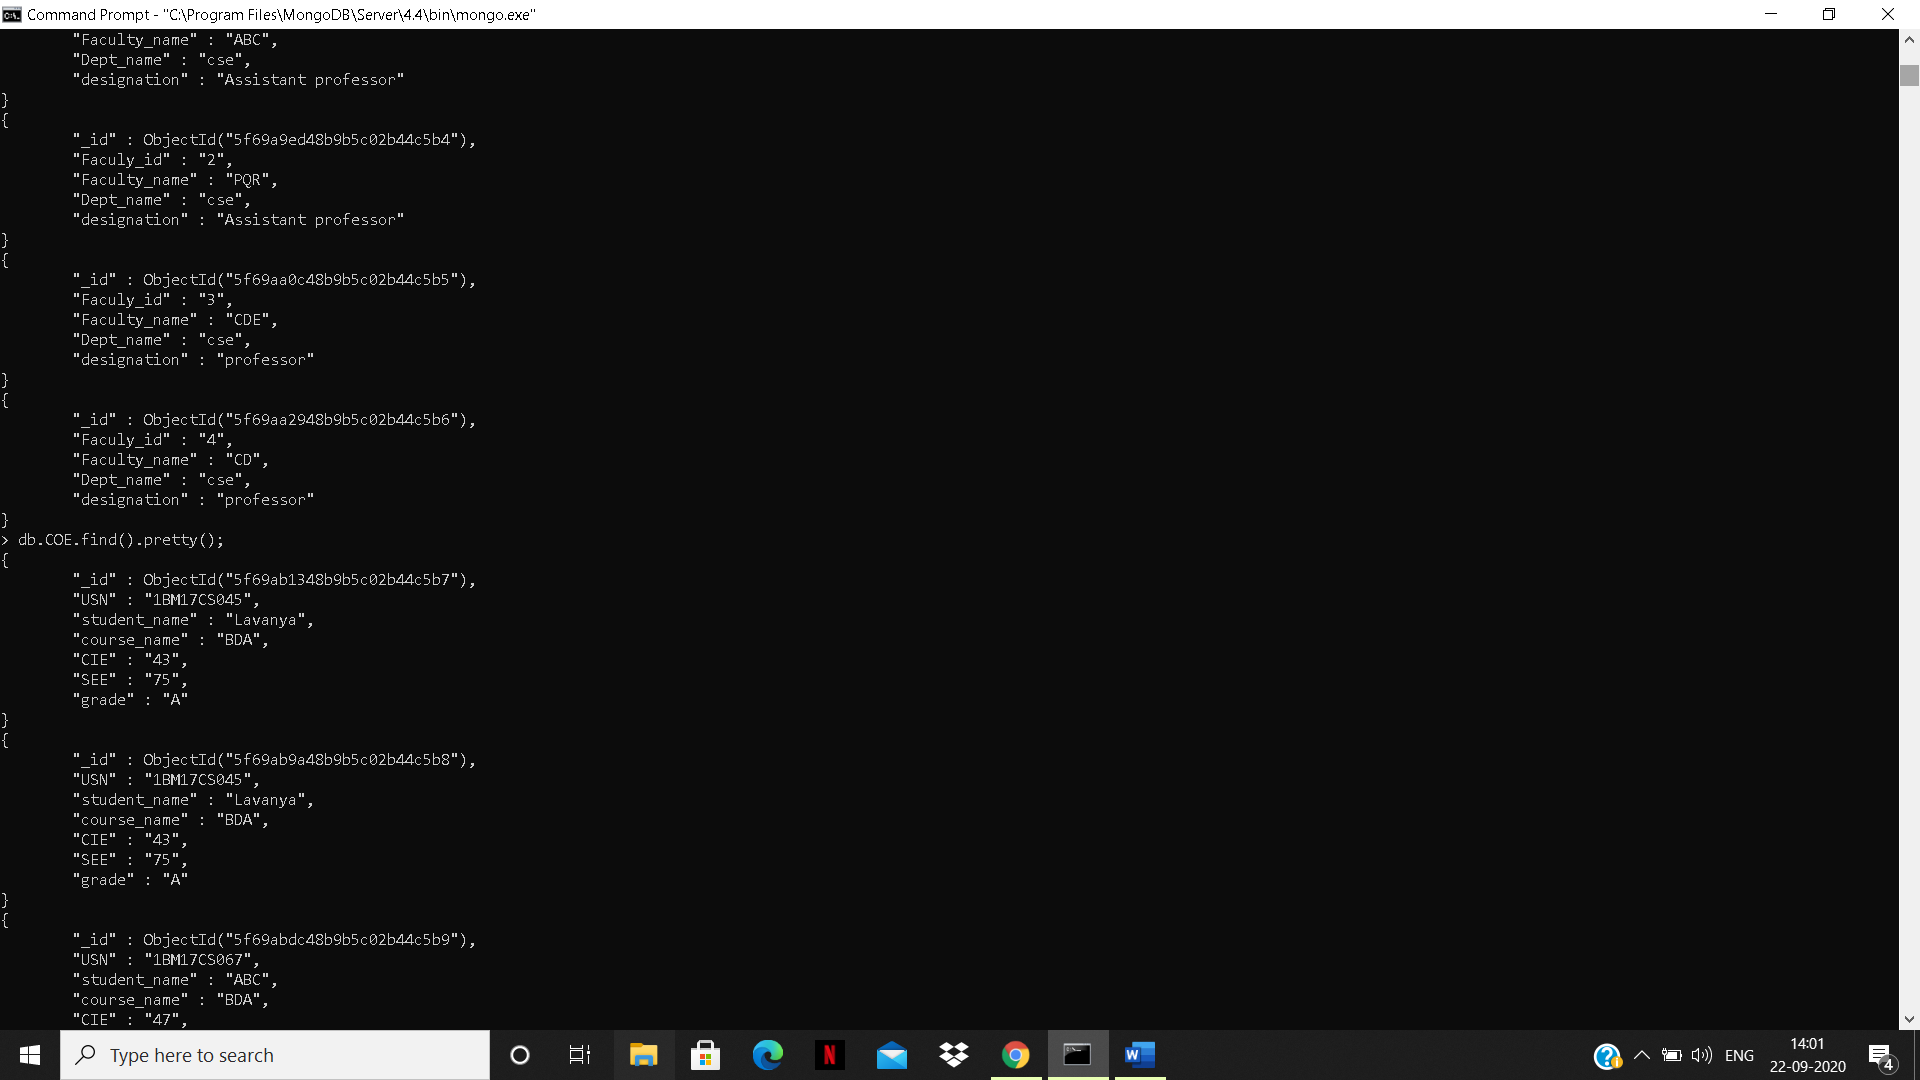 Command Prompt - "C:\Program Files\MongoDB\Server\4.4\bin\mongo.exe"
"Faculty_name" : "ABC",
"Dept_name" : "cse",
"designation" : "Assistant professor"
}
{
"_id" : ObjectId("5f69a9ed48b9b5c02b44c5b4"),
"Faculy_id" : "2",
"Faculty_name" : "PQR",
"Dept_name" : "cse",
"designation" : "Assistant professor"
}
{
"_id" : ObjectId("5f69aa0c48b9b5c02b44c5b5"),
"Faculy_id" : "3",
"Faculty_name" : "CDE",
"Dept_name" : "cse",
"designation" : "professor"
}
{
"_id" : ObjectId("5f69aa2948b9b5c02b44c5b6"),
"Faculy_id" : "4",
"Faculty_name" : "CD",
"Dept_name" : "cse",
"designation" : "professor"
}
> db.COE.find().pretty();
{
"_id" : ObjectId("5f69ab1348b9b5c02b44c5b7"),
"USN" : "1BM17CS045",
"student_name" : "Lavanya",
"course_name" : "BDA",
"CIE" : "43",
"SEE" : "75",
"grade" : "A"
}
{
"_id" : ObjectId("5f69ab9a48b9b5c02b44c5b8"),
"USN" : "1BM17CS045",
"student_name" : "Lavanya",
"course_name" : "BDA",
"CIE" : "43",
"SEE" : "75",
"grade" : "A"
}
{
"_id" : ObjectId("5f69abdc48b9b5c02b44c5b9"),
"USN" : "1BM17CS067",
"student_name" : "ABC",
"course_name" : "BDA",
"CIE" : "47",
Type here to search
N
W
ENG
14:01
22-09-2020
4